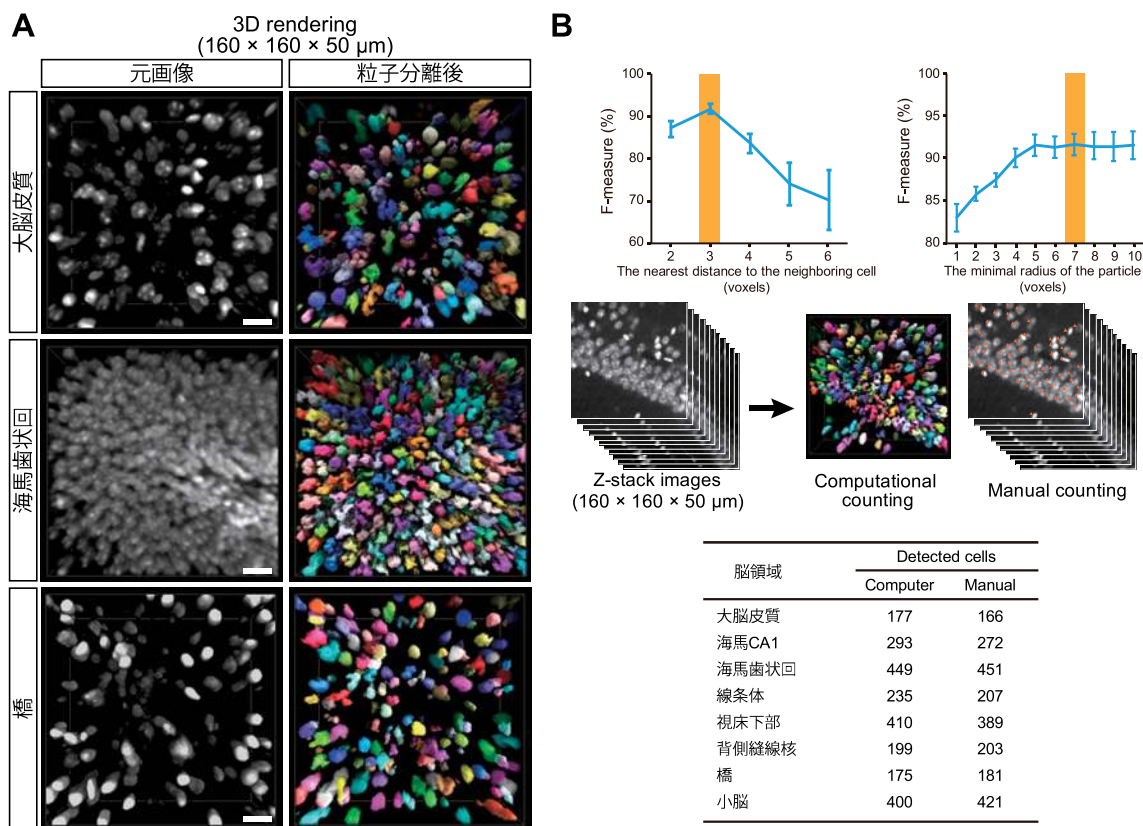 A
3D rendering
(160 × 160 × 50 µm)
元画像
粒子分離後
大脳皮質
海馬歯状回
橋
B
F-measure (%)
100
90
80
70
60
2 3 4 5 6
The nearest distance to the neighboring cell
(voxels)
F-measure (%)
100
95
90
85
80
1 2 3 4 5 6 7 8 9 10
The minimal radius of the particle
(voxels)
Z-stack images
(160 × 160 × 50 µm)
Computational
counting
Manual counting
脳領域 Detected cells
Computer Manual
大脳皮質 177 166
海馬CA1 293 272
海馬歯状回 449 451
線条体 235 207
視床下部 410 389
背側縫線核 199 203
橋 175 181
小脳 400 421